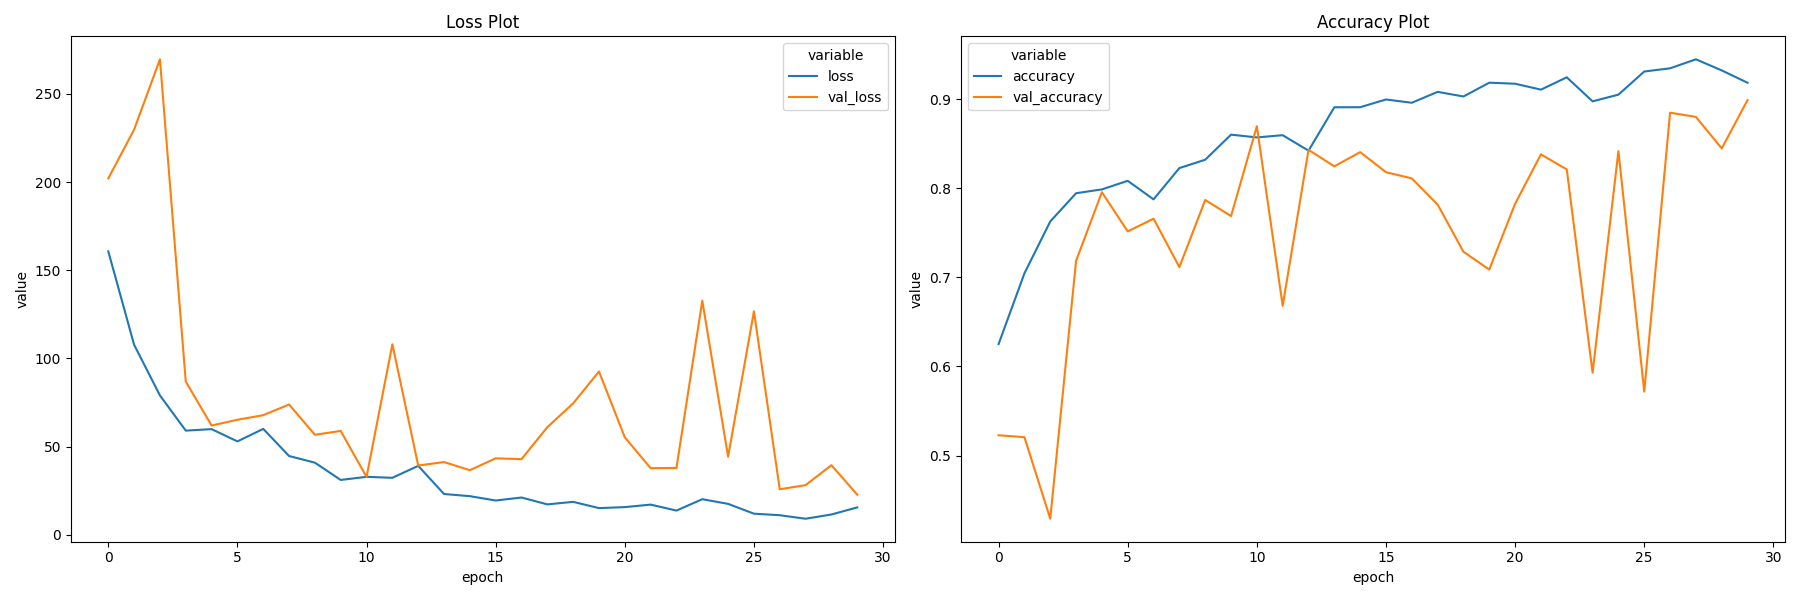 Loss Plot
variable
loss
val_loss
value
250
200
150
100
50
0
0 5 10 15 20 25 30
epoch
Accuracy Plot
variable
accuracy
val_accuracy
value
0.9
0.8
0.7
0.6
0.5
0 5 10 15 20 25 30
epoch